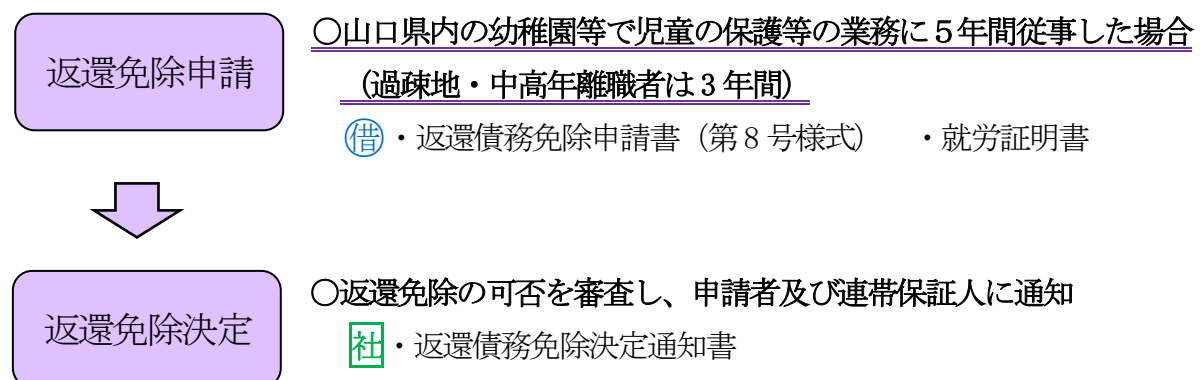 返還免除申請
〇山口県内の幼稚園等で児童の保護等の業務に５年間従事した場合
（過疎地・中高年離職者は３年間）
借・返還債務免除申請書（第８号様式）　・就労証明書
返還免除決定
〇返還免除の可否を審査し、申請者及び連帯保証人に通知
社・返還債務免除決定通知書